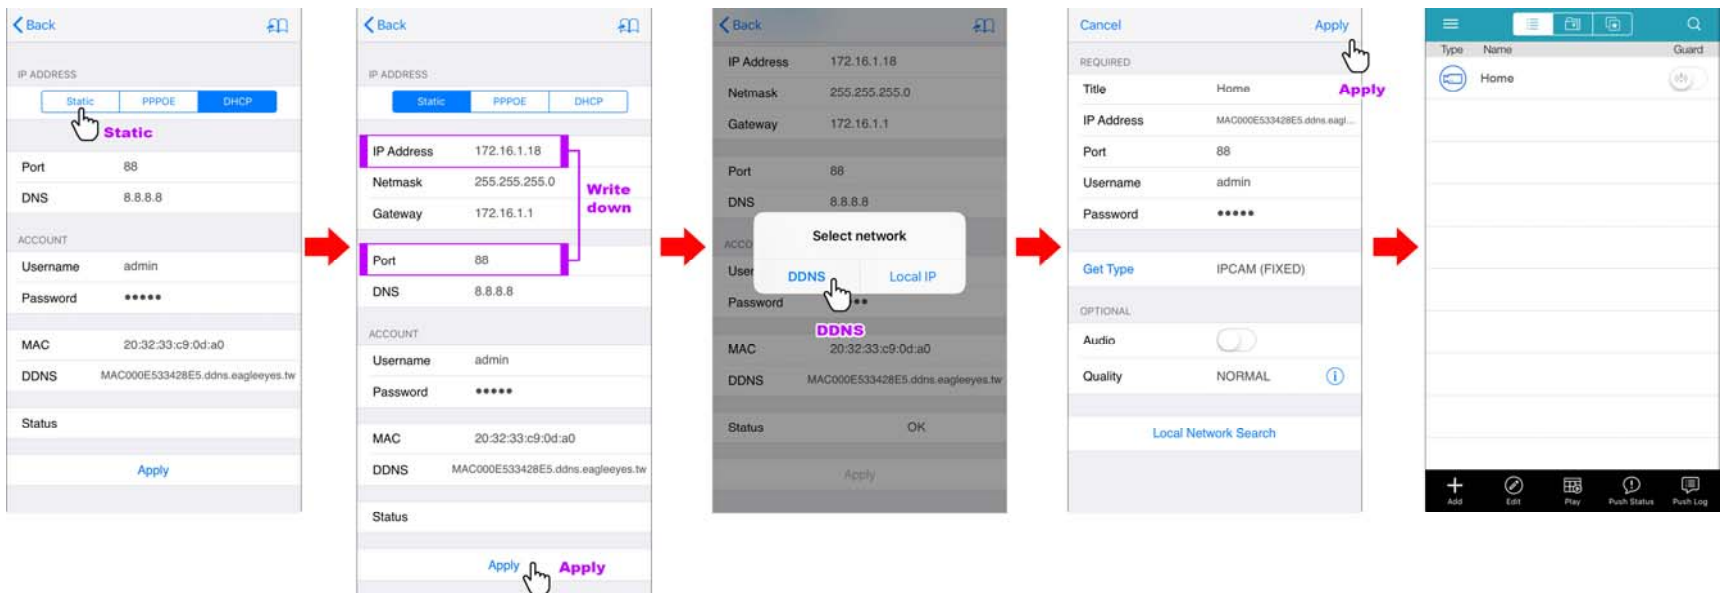 Back
IP ADDRESS
Static PPPOE DHCP
Static
Port 88
DNS 8.8.8.8
ACCOUNT
Username admin
Password •••••
MAC 20:32:33:c9:0d:a0
DDNS MAC000E533428E5.ddns.eagleeyes.tw
Status
Apply
Back
IP ADDRESS
Static PPPOE DHCP
IP Address 172.16.1.18
Netmask 255.255.255.0
Gateway 172.16.1.1
Write
down
Port 88
DNS 8.8.8.8
ACCOUNT
Username admin
Password •••••
MAC 20:32:33:c9:0d:a0
DDNS MAC000E533428E5.ddns.eagleeyes.tw
Status
Apply
Apply
Back
IP Address 172.16.1.18
Netmask 255.255.255.0
Gateway 172.16.1.1
Port 88
DNS 8.8.8.8
ACCO
Select network
User
DDNS Local IP
Password ••
DDNS
MAC 20:32:33:c9:0d:a0
DDNS MAC000E533428E5.ddns.eagleeyes.tw
Status OK
Apply
Cancel Apply
REQUIRED
Title Home
Apply
IP Address MAC000E533428E5.ddns.eagl...
Port 88
Username admin
Password •••••
Get Type IPCAM (FIXED)
OPTIONAL
Audio
Quality NORMAL
Local Network Search
Type Name Guard
Home
Add Edit Play Push Status Push Log